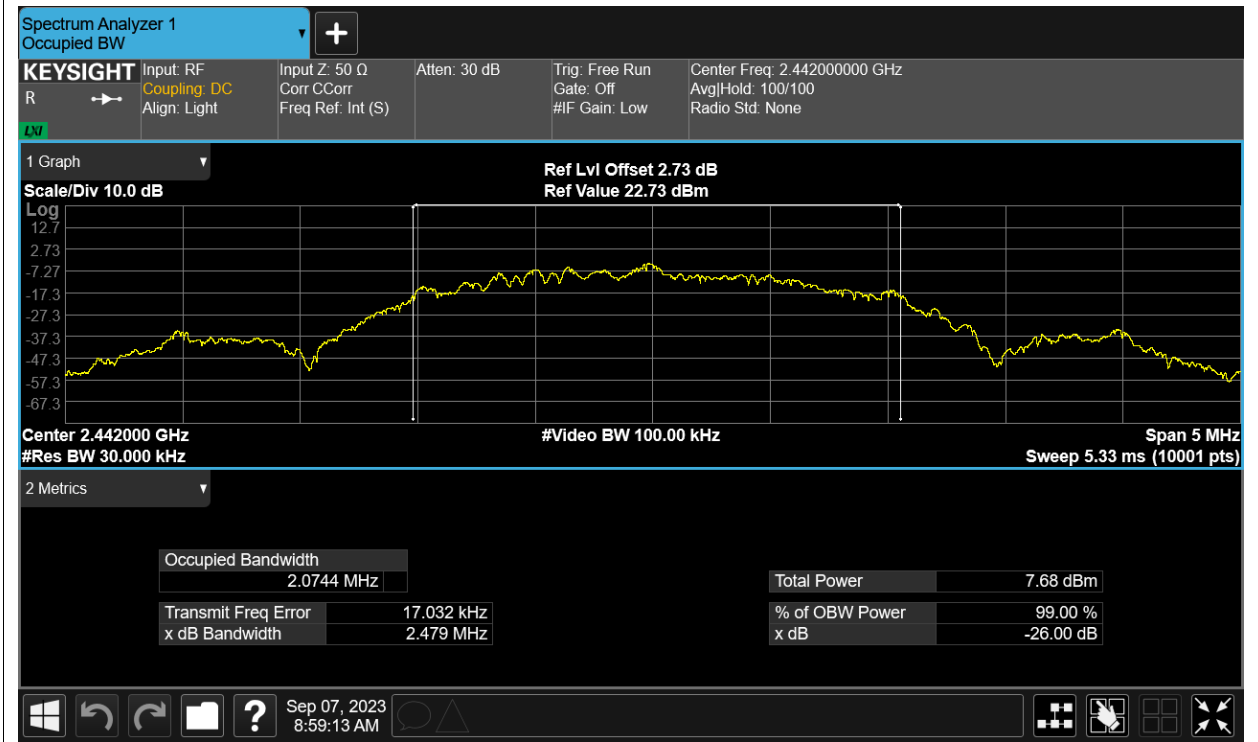 Spectrum Analyzer 1
Occupied BW
KEYSIGHT
R
LXI
Input: RF
Coupling: DC
Align: Light
Input Z: 50 Ω
Corr CCorr
Freq Ref: Int (S)
Atten: 30 dB
Trig: Free Run
Gate: Off
#IF Gain: Low
Center Freq: 2.442000000 GHz
Avg|Hold: 100/100
Radio Std: None
1 Graph
Scale/Div 10.0 dB
Ref Lvl Offset 2.73 dB
Ref Value 22.73 dBm
Log
12.7
2.73
-7.27
-17.3
-27.3
-37.3
-47.3
-57.3
-67.3
Center 2.442000 GHz
#Video BW 100.00 kHz
Span 5 MHz
#Res BW 30.000 kHz
Sweep 5.33 ms (10001 pts)
2 Metrics
Occupied Bandwidth
2.0744 MHz
Transmit Freq Error 17.032 kHz
x dB Bandwidth 2.479 MHz
Total Power 7.68 dBm
% of OBW Power 99.00 %
x dB -26.00 dB
?
Sep 07, 2023
8:59:13 AM